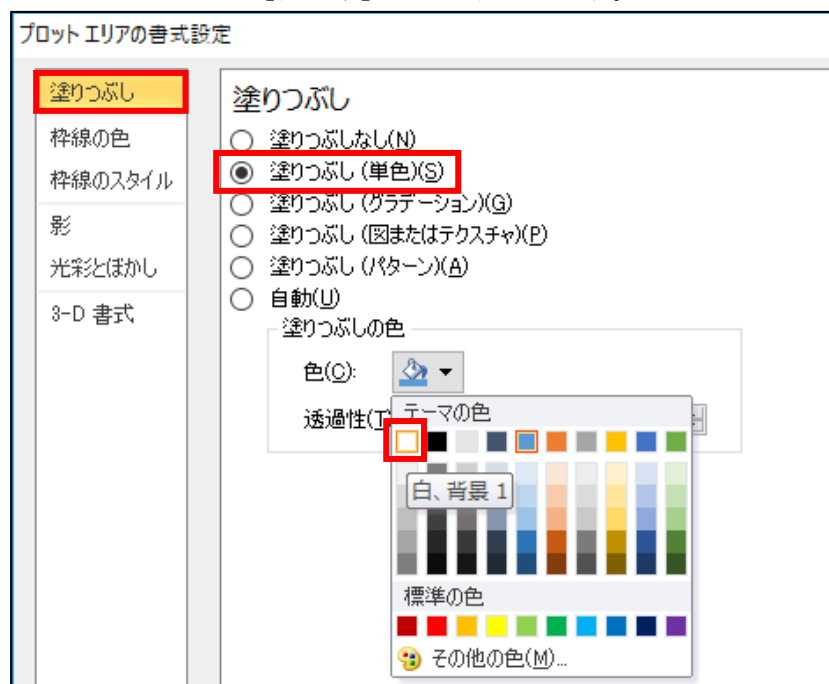 プロット エリアの書式設定
塗りつぶし
枠線の色
枠線のスタイル
影
光彩とぼかし
3-D 書式
塗りつぶし
塗りつぶしなし(N)
塗りつぶし (単色)(S)
塗りつぶし (グラデーション)(G)
塗りつぶし (図またはテクスチャ)(P)
塗りつぶし (パターン)(A)
自動(U)
塗りつぶしの色
色(C):
透過性(T
テーマの色
白、背景 1
標準の色
その他の色(M)...